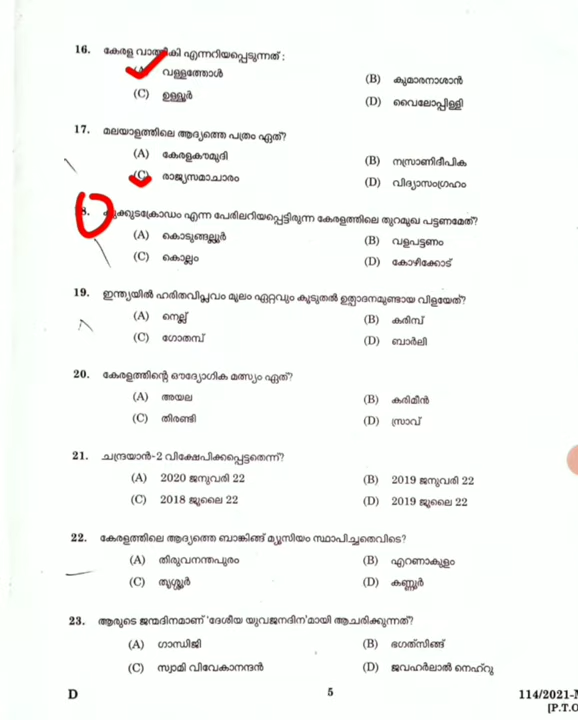 16. കേരള വാത്മീകി എന്നറിയപ്പെടുന്നത് :
(A) വള്ളത്തോൾ (B) കുമാരനാശാൻ
(C) ഉള്ളൂർ (D) വൈലോപ്പിള്ളി
17. മലയാളത്തിലെ ആദ്യത്തെ പത്രം ഏത്?
(A) കേരളകൗമുദി (B) നസ്രാണിദീപിക
(C) രാജ്യസമാചാരം (D) വിദ്യാസംഗ്രഹം
8. കുക്കുടക്രോഡം എന്ന പേരിലറിയപ്പെട്ടിരുന്ന കേരളത്തിലെ തുറമുഖ പട്ടണമേത്?
(A) കൊടുങ്ങല്ലൂർ (B) വളപട്ടണം
(C) കൊല്ലം (D) കോഴിക്കോട്
19. ഇന്ത്യയിൽ ഹരിതവിപ്ലവം മൂലം ഏറ്റവും കൂടുതൽ ഉത്പാദനമുണ്ടായ വിളയേത്?
(A) നെല്ല് (B) കരിമ്പ്
(C) ഗോതമ്പ് (D) ബാർലി
20. കേരളത്തിന്റെ ഔദ്യോഗിക മത്സ്യം ഏത്?
(A) അയല (B) കരിമീൻ
(C) തിരണ്ടി (D) സ്രാവ്
21. ചന്ദ്രയാൻ-2 വിക്ഷേപിക്കപ്പെട്ടതെന്ന്?
(A) 2020 ജനുവരി 22 (B) 2019 ജനുവരി 22
(C) 2018 ജൂലൈ 22 (D) 2019 ജൂലൈ 22
22. കേരളത്തിലെ ആദ്യത്തെ ബാങ്കിങ്ങ് മ്യൂസിയം സ്ഥാപിച്ചതെവിടെ?
(A) തിരുവനന്തപുരം (B) എറണാകുളം
(C) തൃശ്ശൂർ (D) കണ്ണൂർ
23. ആരുടെ ജന്മദിനമാണ് 'ദേശീയ യുവജനദിന'മായി ആചരിക്കുന്നത്?
(A) ഗാന്ധിജി (B) ഭഗത്സിങ്ങ്
(C) സ്വാമി വിവേകാനന്ദൻ (D) ജവഹർലാൽ നെഹ്റു
D 5 114/2021-M
[P.T.O